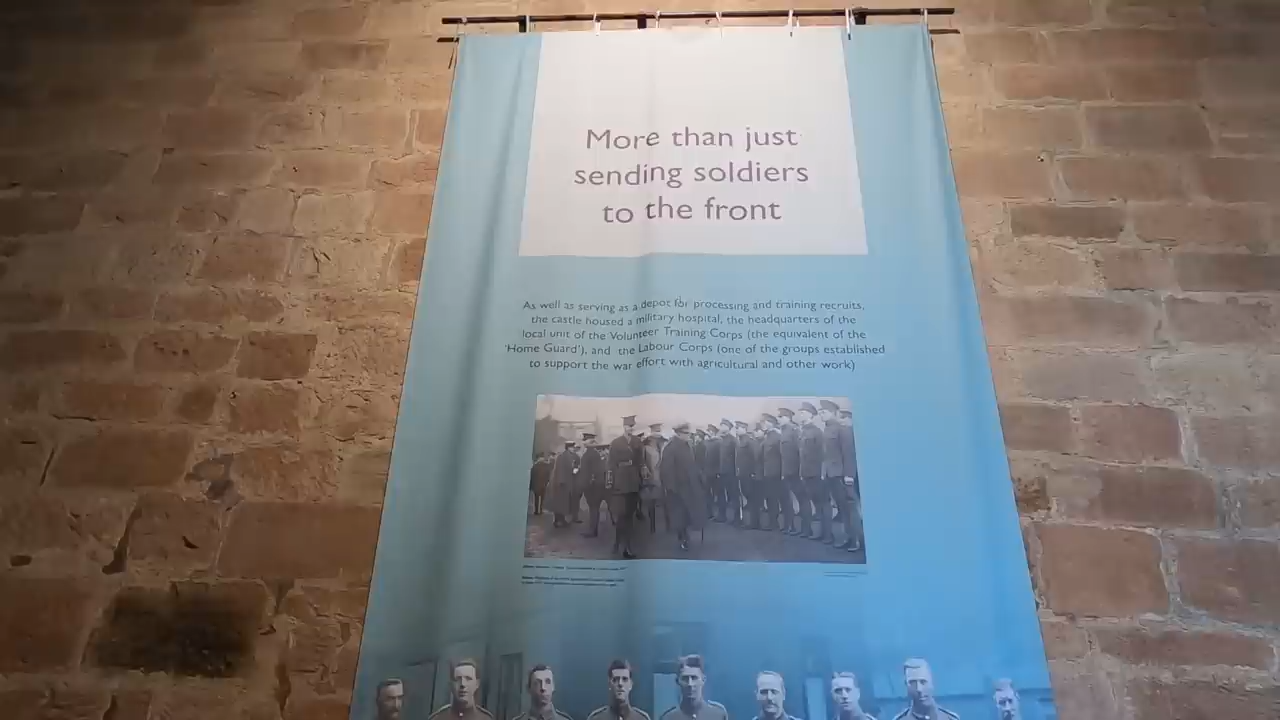 More than just
sending soldiers
to the front
As well as serving as a depot for processing and training recruits,
the castle housed a military hospital, the headquarters of the
local unit of the Volunteer Training Corps (the equivalent of the
'Home Guard'), and the Labour Corps (one of the groups established
to support the war effort with agricultural and other work)